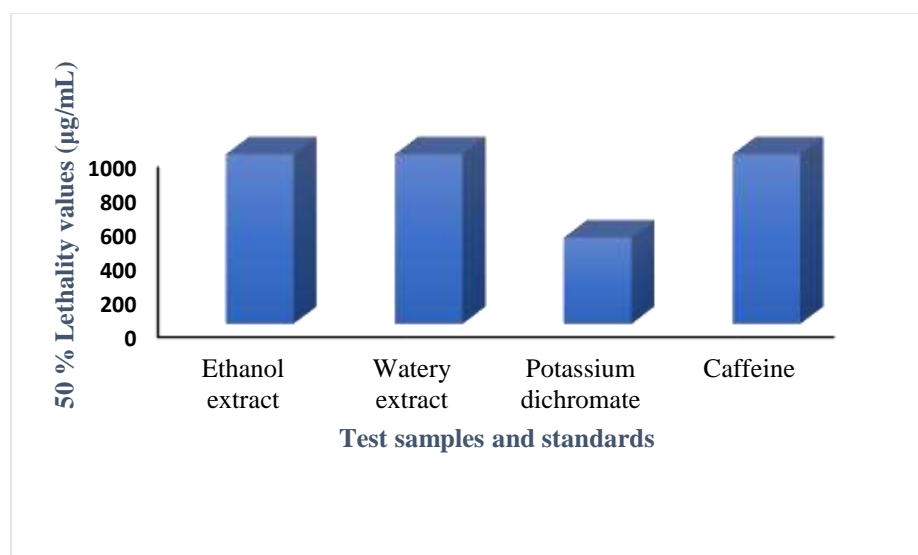 50 % Lethality values (µg/mL)
1000
800
600
400
200
0
Ethanol
extract
Watery
extract
Potassium
dichromate
Caffeine
Test samples and standards